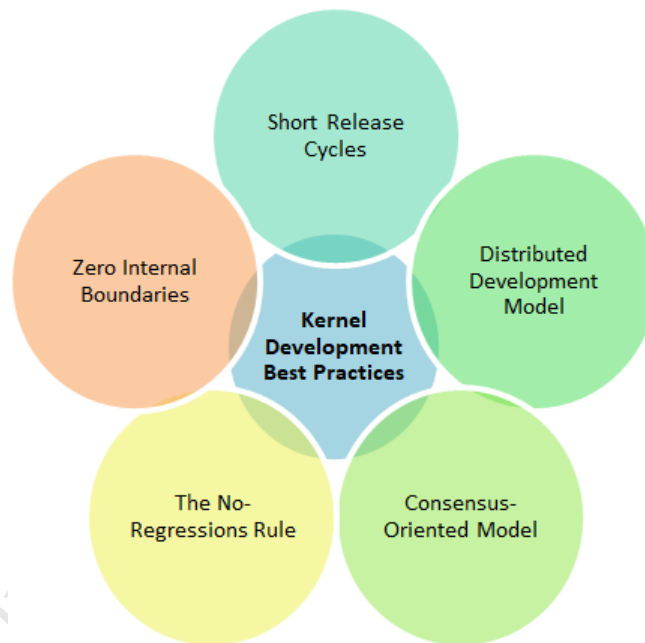 Short Release
Cycles
Zero Internal
Boundaries
Distributed
Development
Model
Kernel
Development
Best Practices
The No-
Regressions Rule
Consensus-
Oriented Model